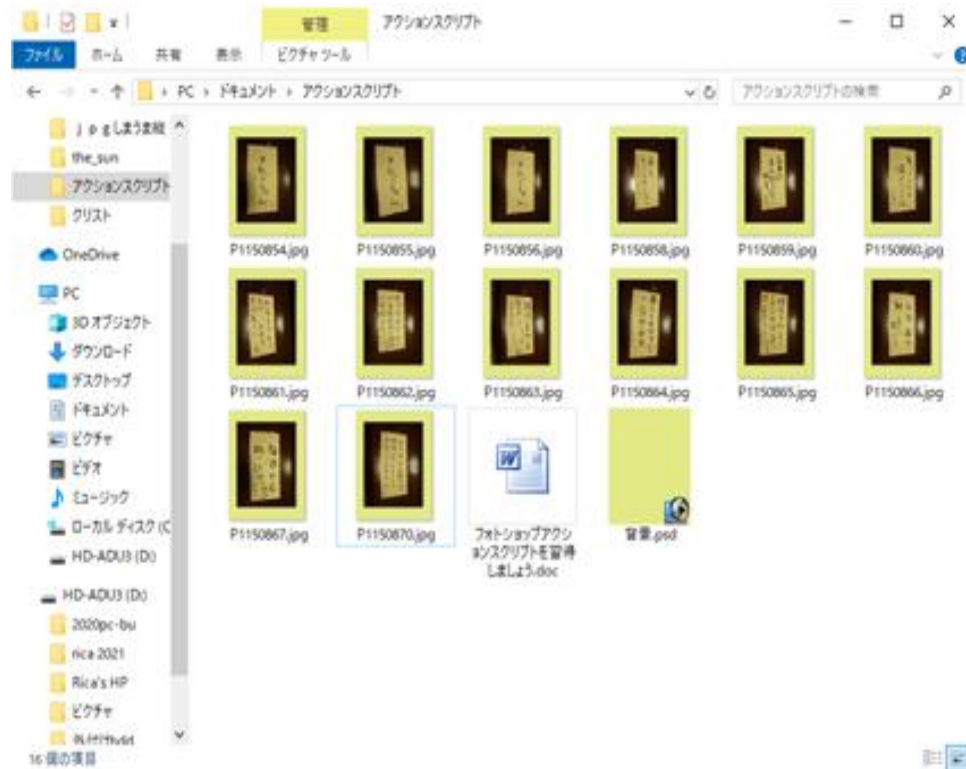 管理
アクションスクリプト
ファイル
ホーム
共有
表示
ピクチャ ツール
PC › ドキュメント › アクションスクリプト
アクションスクリプトの検索
ｊｐｇしまうま
the_sun
アクションスクリプト
クリスト
OneDrive
PC
3D オブジェクト
ダウンロード
デスクトップ
ドキュメント
ピクチャ
ビデオ
ミュージック
ローカル ディスク (C
HD-ADU3 (D:)
HD-ADU3 (D:)
2020pc-bu
rica 2021
Rica's HP
ピクチャ
P1150854.jpg
P1150855.jpg
P1150856.jpg
P1150858.jpg
P1150859.jpg
P1150860.jpg
P1150861.jpg
P1150862.jpg
P1150863.jpg
P1150864.jpg
P1150865.jpg
P1150866.jpg
P1150867.jpg
P1150870.jpg
フォトショップアクシ
ョンスクリプトを習得
しましょう.doc
背景.psd
16 個の項目